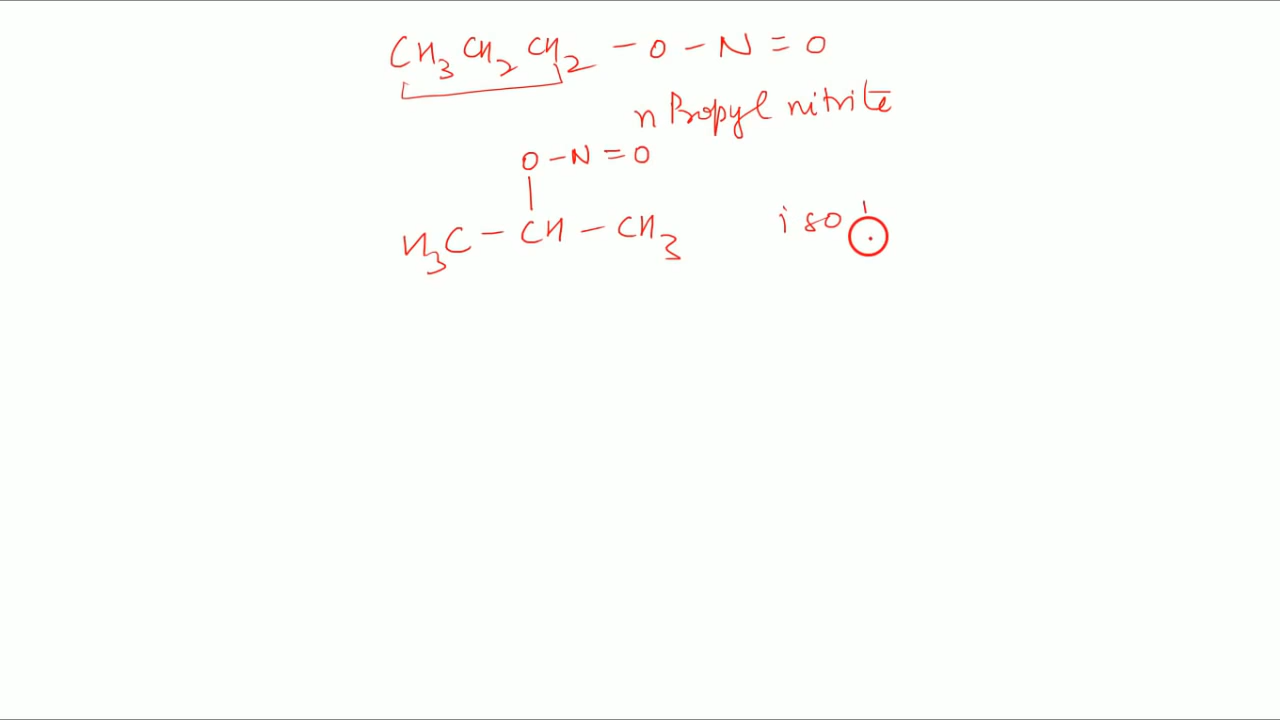 CH₃CH₂CH₂ – O – N = O
n Propyl nitrite
O – N = O
H₃C – CH – CH₃ iso